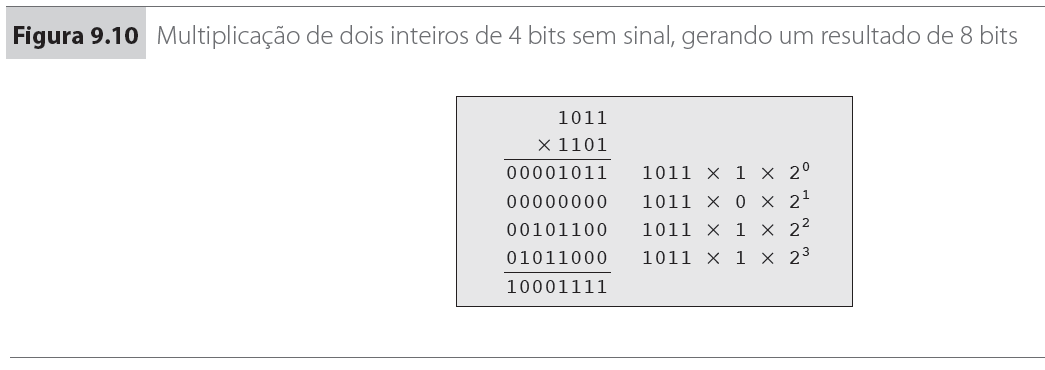 Figura 9.10 Multiplicação de dois inteiros de 4 bits sem sinal, gerando um resultado de 8 bits
1011
× 1101
00001011 1011 × 1 × 2⁰
00000000 1011 × 0 × 2¹
00101100 1011 × 1 × 2²
01011000 1011 × 1 × 2³
10001111